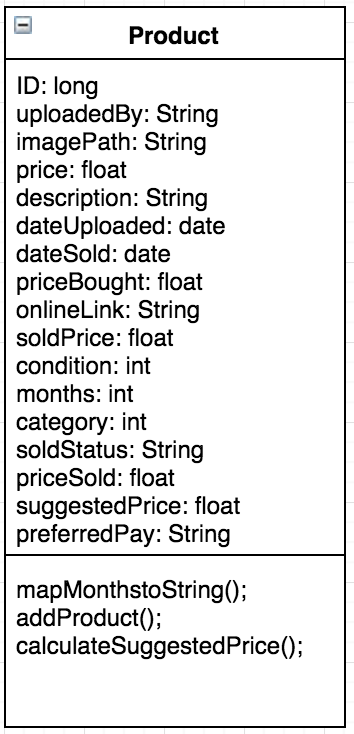 Product
ID: long
uploadedBy: String
imagePath: String
price: float
description: String
dateUploaded: date
dateSold: date
priceBought: float
onlineLink: String
soldPrice: float
condition: int
months: int
category: int
soldStatus: String
priceSold: float
suggestedPrice: float
preferredPay: String
mapMonthstoString();
addProduct();
calculateSuggestedPrice();